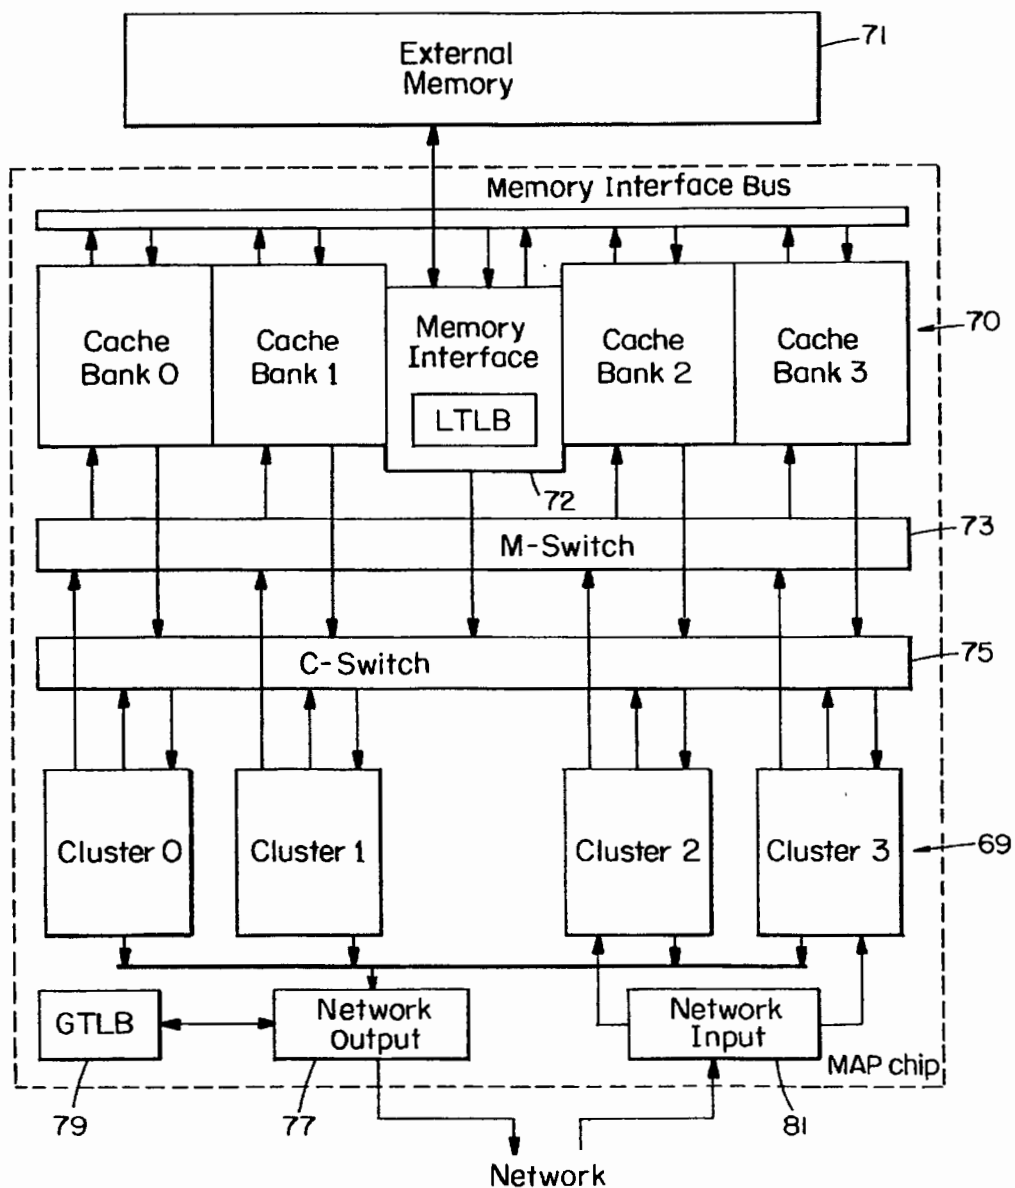 External
Memory
71
Memory Interface Bus
Cache
Bank 0
Cache
Bank 1
Memory
Interface
LTLB
Cache
Bank 2
Cache
Bank 3
70
72
M-Switch
73
C-Switch
75
Cluster 0
Cluster 1
Cluster 2
Cluster 3
69
GTLB
Network
Output
Network
Input
MAP chip
79
77
81
Network